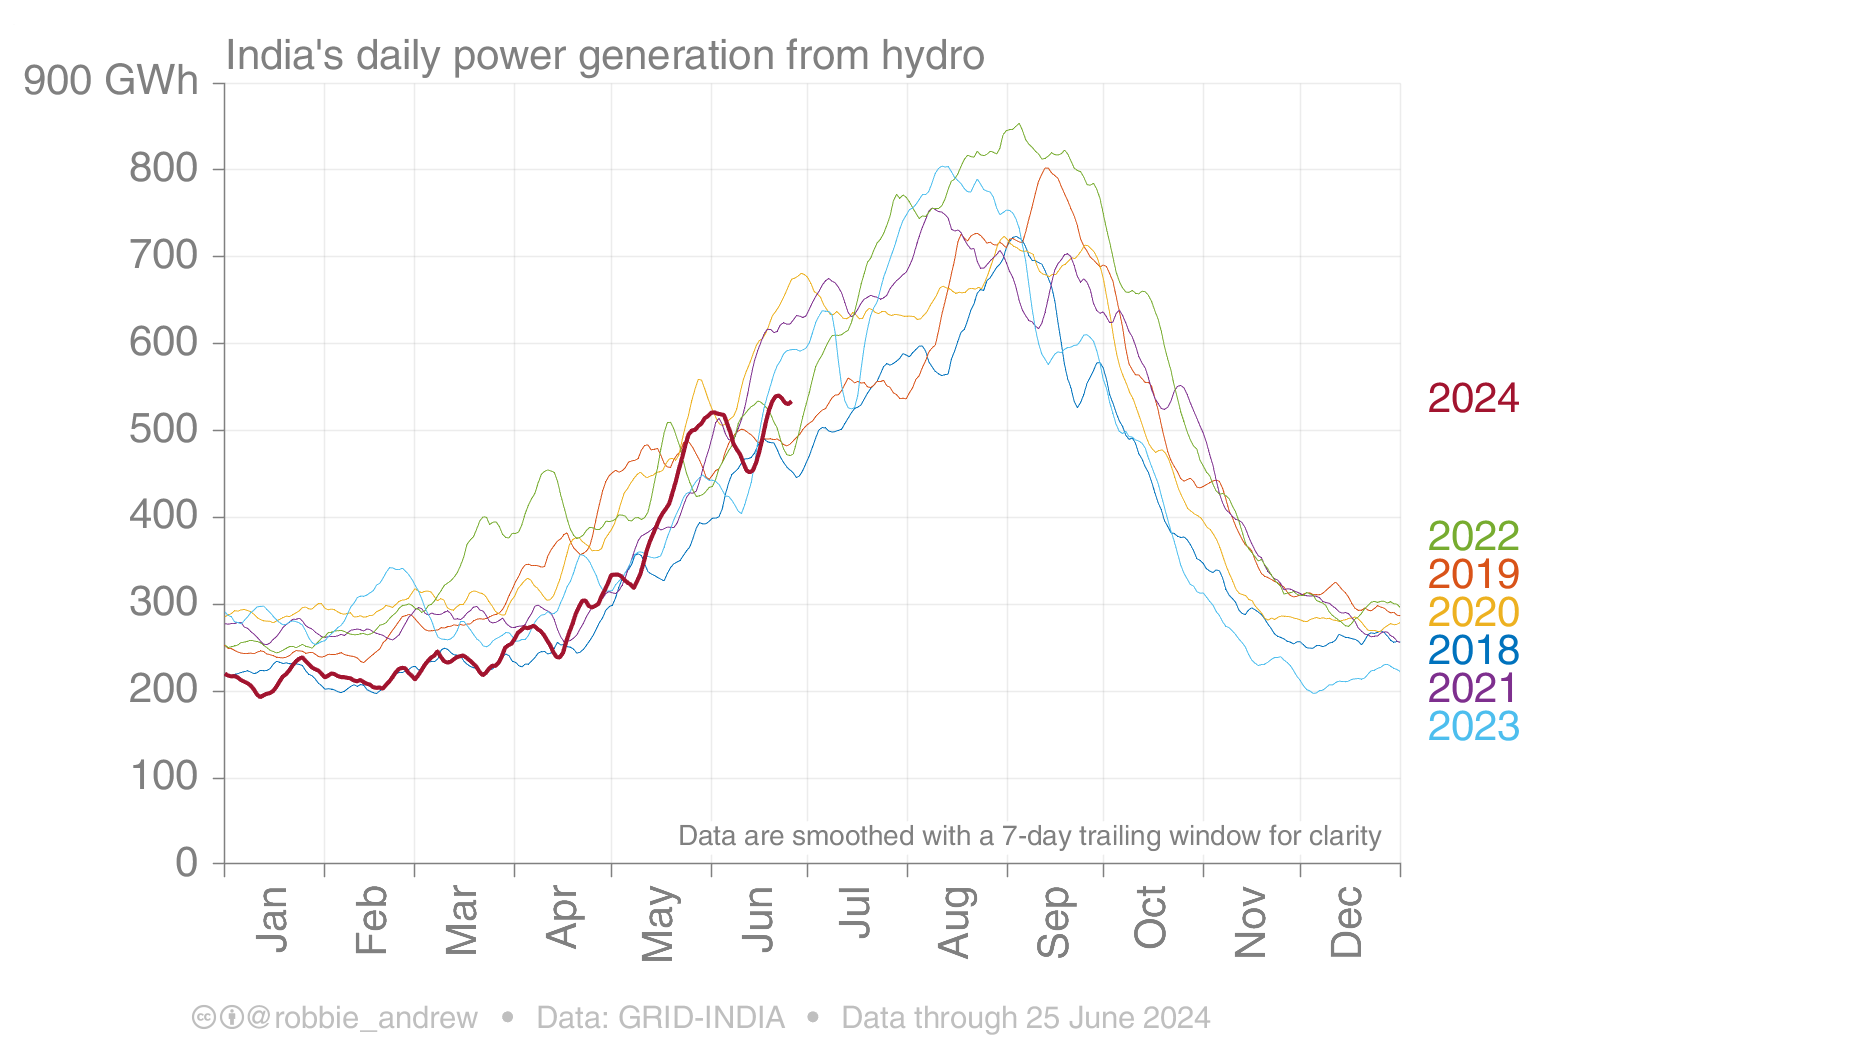 India's daily power generation from hydro
900 GWh
800
700
600
500
400
300
200
100
0
2024
2022
2019
2020
2018
2021
2023
Data are smoothed with a 7-day trailing window for clarity
Jan
Feb
Mar
Apr
May
Jun
Jul
Aug
Sep
Oct
Nov
Dec
@robbie_andrew • Data: GRID-INDIA • Data through 25 June 2024